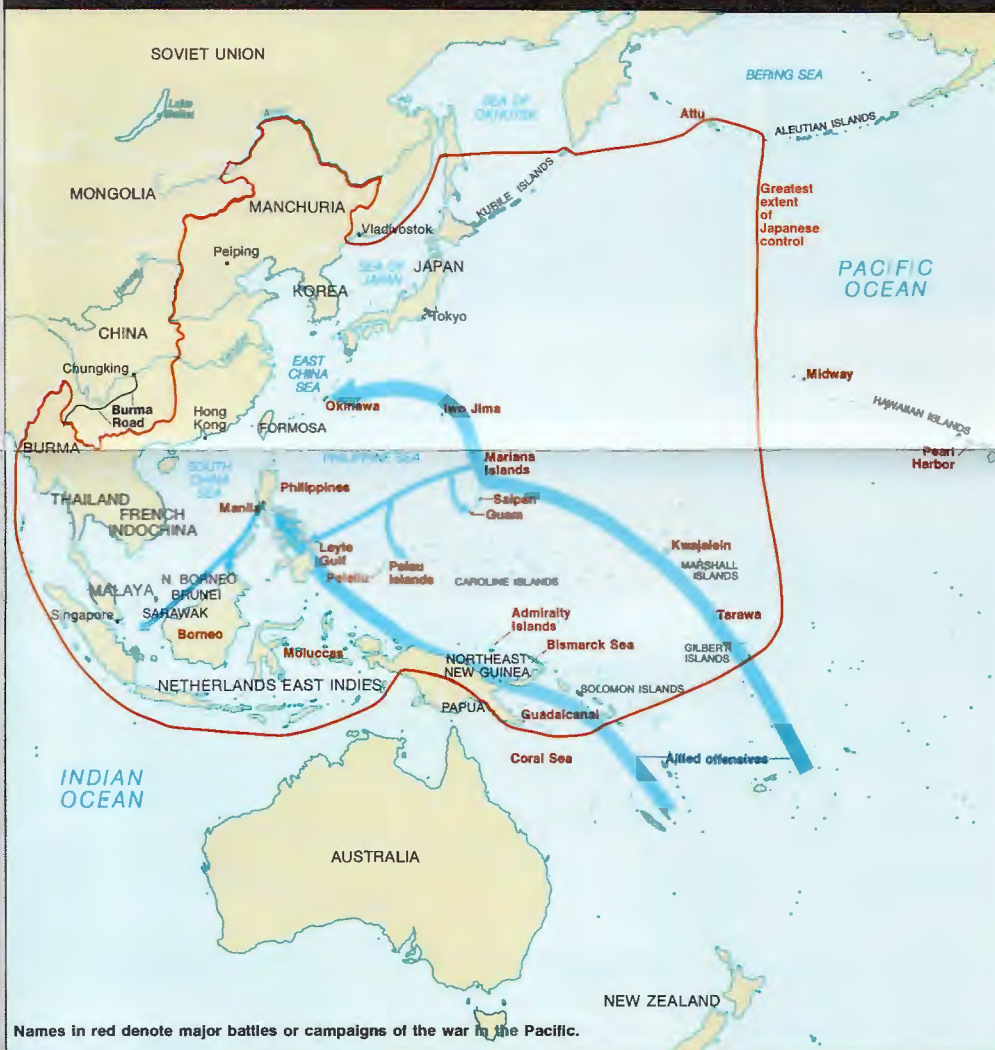 SOVIET UNION
BERING SEA
Lake
SEA OF
OKHOTSK
Attu
ALEUTIAN ISLANDS
MONGOLIA
MANCHURIA
KURILE ISLANDS
Greatest
extent
of
Japanese
control
Vladivostok
Peiping
SEA OF
JAPAN
JAPAN
PACIFIC
OCEAN
KOREA
Tokyo
CHINA
Chungking
EAST
CHINA
SEA
Midway
Burma
Road
Hong
Kong
Okinawa
Iwo Jima
HAWAIIAN ISLANDS
FORMOSA
BURMA
Pearl
Harbor
SOUTH
CHINA
SEA
PHILIPPINE SEA
Mariana
Islands
THAILAND
Philippines
Manila
Saipan
Guam
FRENCH
INDOCHINA
Leyte
Gulf
Kwajalein
Peleliu
Palau
Islands
CAROLINE ISLANDS
MARSHALL
ISLANDS
MALAYA
N. BORNEO
BRUNEI
SARAWAK
Singapore
Admiralty
Islands
Tarawa
Borneo
Moluccas
Bismarck Sea
GILBERT
ISLANDS
NORTHEAST
NEW GUINEA
NETHERLANDS EAST INDIES
SOLOMON ISLANDS
PAPUA
Guadalcanal
Coral Sea
Allied offensives
INDIAN
OCEAN
AUSTRALIA
NEW ZEALAND
Names in red denote major battles or campaigns of the war in the Pacific.